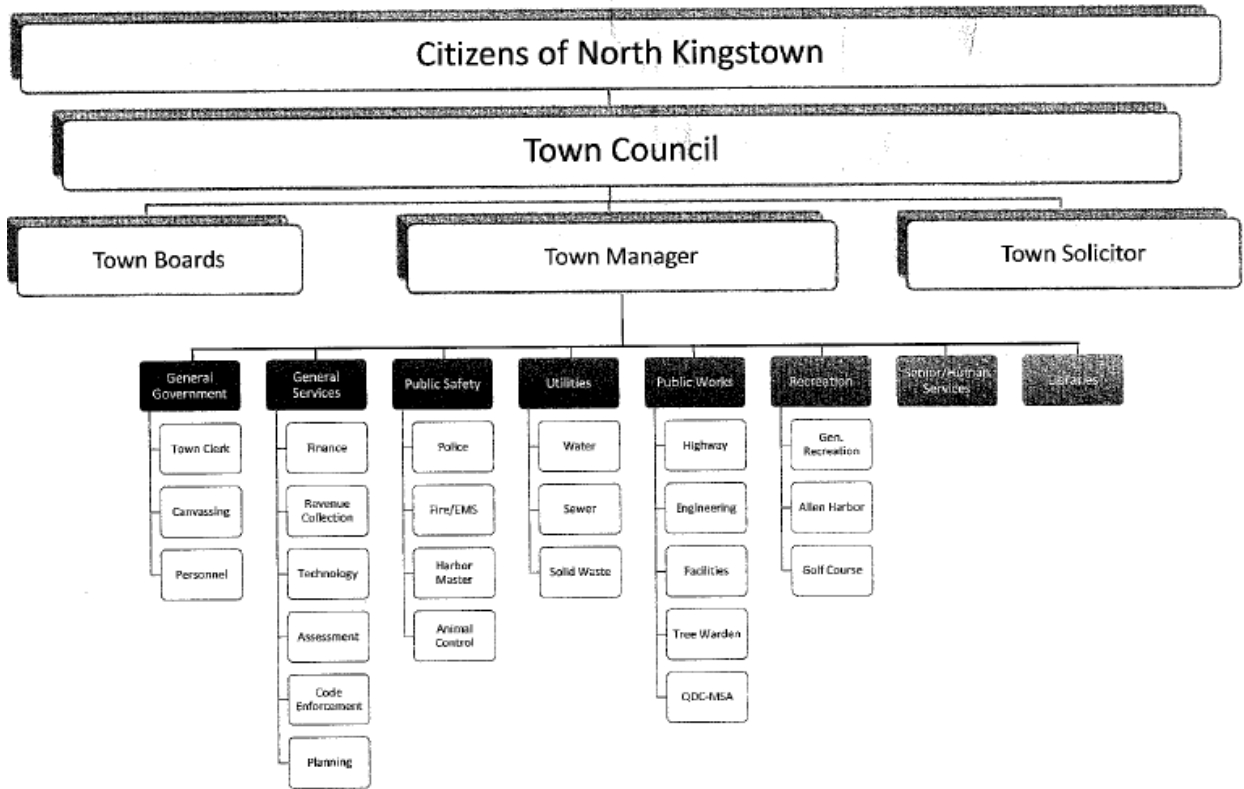 Citizens of North Kingstown
Town Council
Town Boards
Town Manager
Town Solicitor
General
Government
General
Services
Public Safety
Utilities
Public Works
Recreation
Senior/Human
Services
Libraries
Town Clerk
Canvassing
Personnel
Finance
Revenue
Collection
Technology
Assessment
Code
Enforcement
Planning
Police
Fire/EMS
Harbor
Master
Animal
Control
Water
Sewer
Solid Waste
Highway
Engineering
Facilities
Tree Warden
QDC-MSA
Gen.
Recreation
Allen Harbor
Golf Course